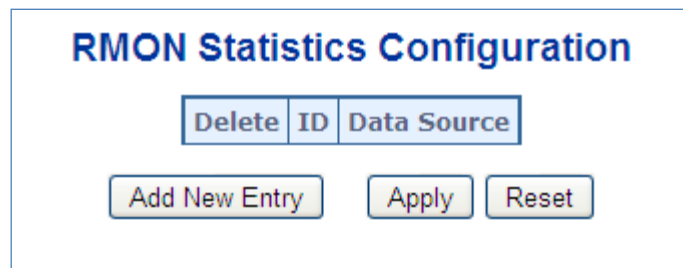 RMON Statistics Configuration
Delete ID Data Source
Add New Entry Apply Reset